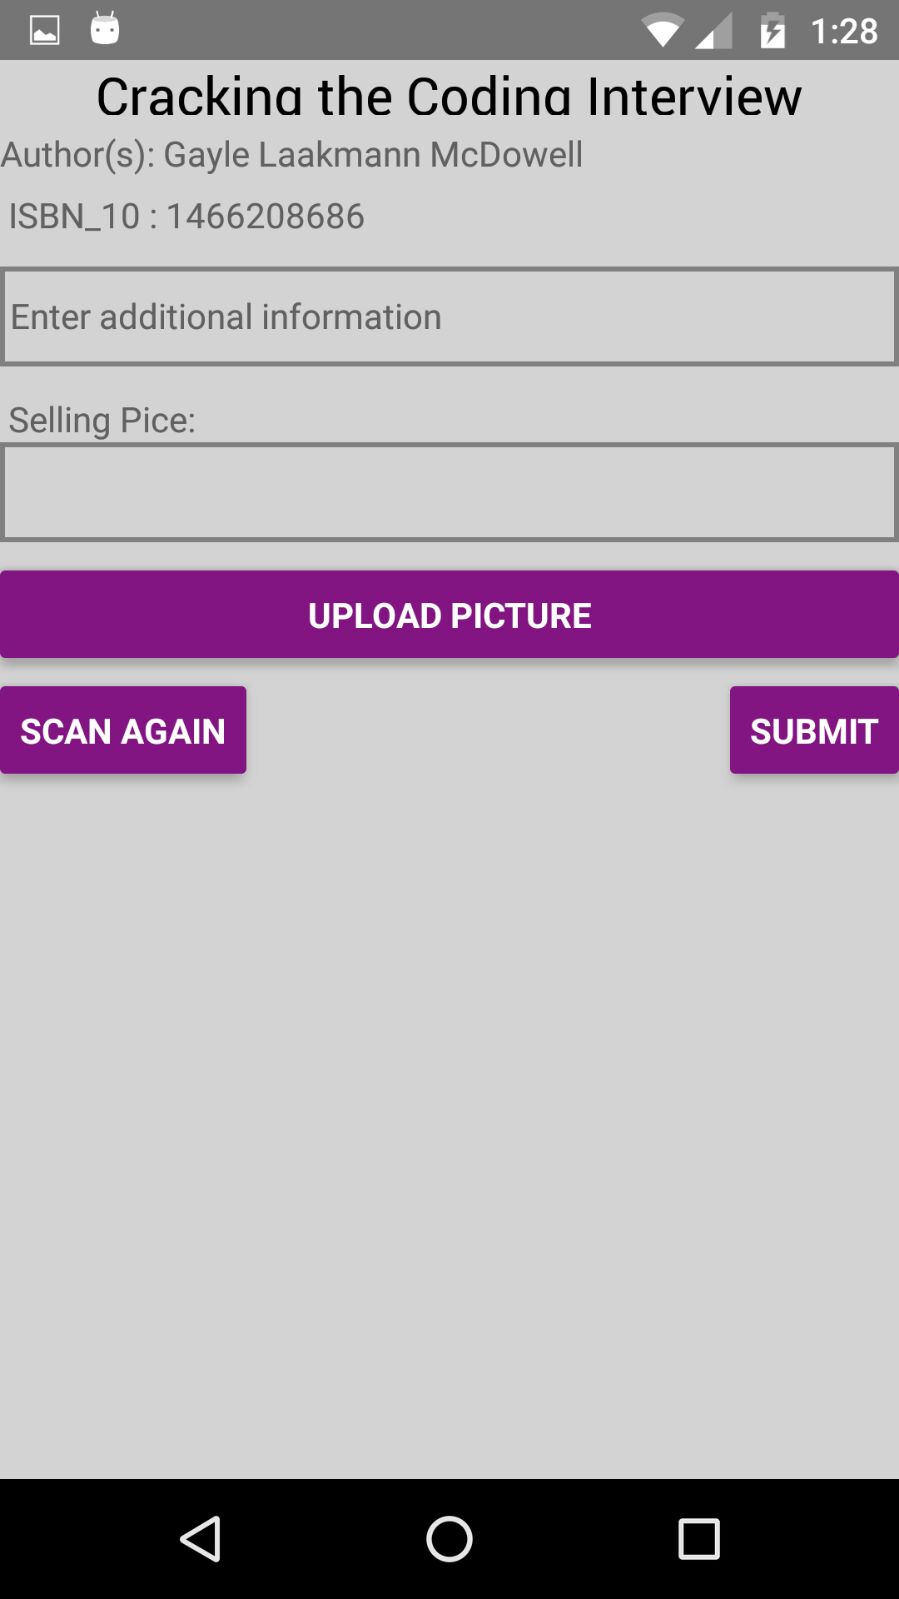 1:28
Cracking the Coding Interview
Author(s): Gayle Laakmann McDowell
ISBN_10 : 1466208686
Enter additional information
Selling Pice:
UPLOAD PICTURE
SCAN AGAIN SUBMIT